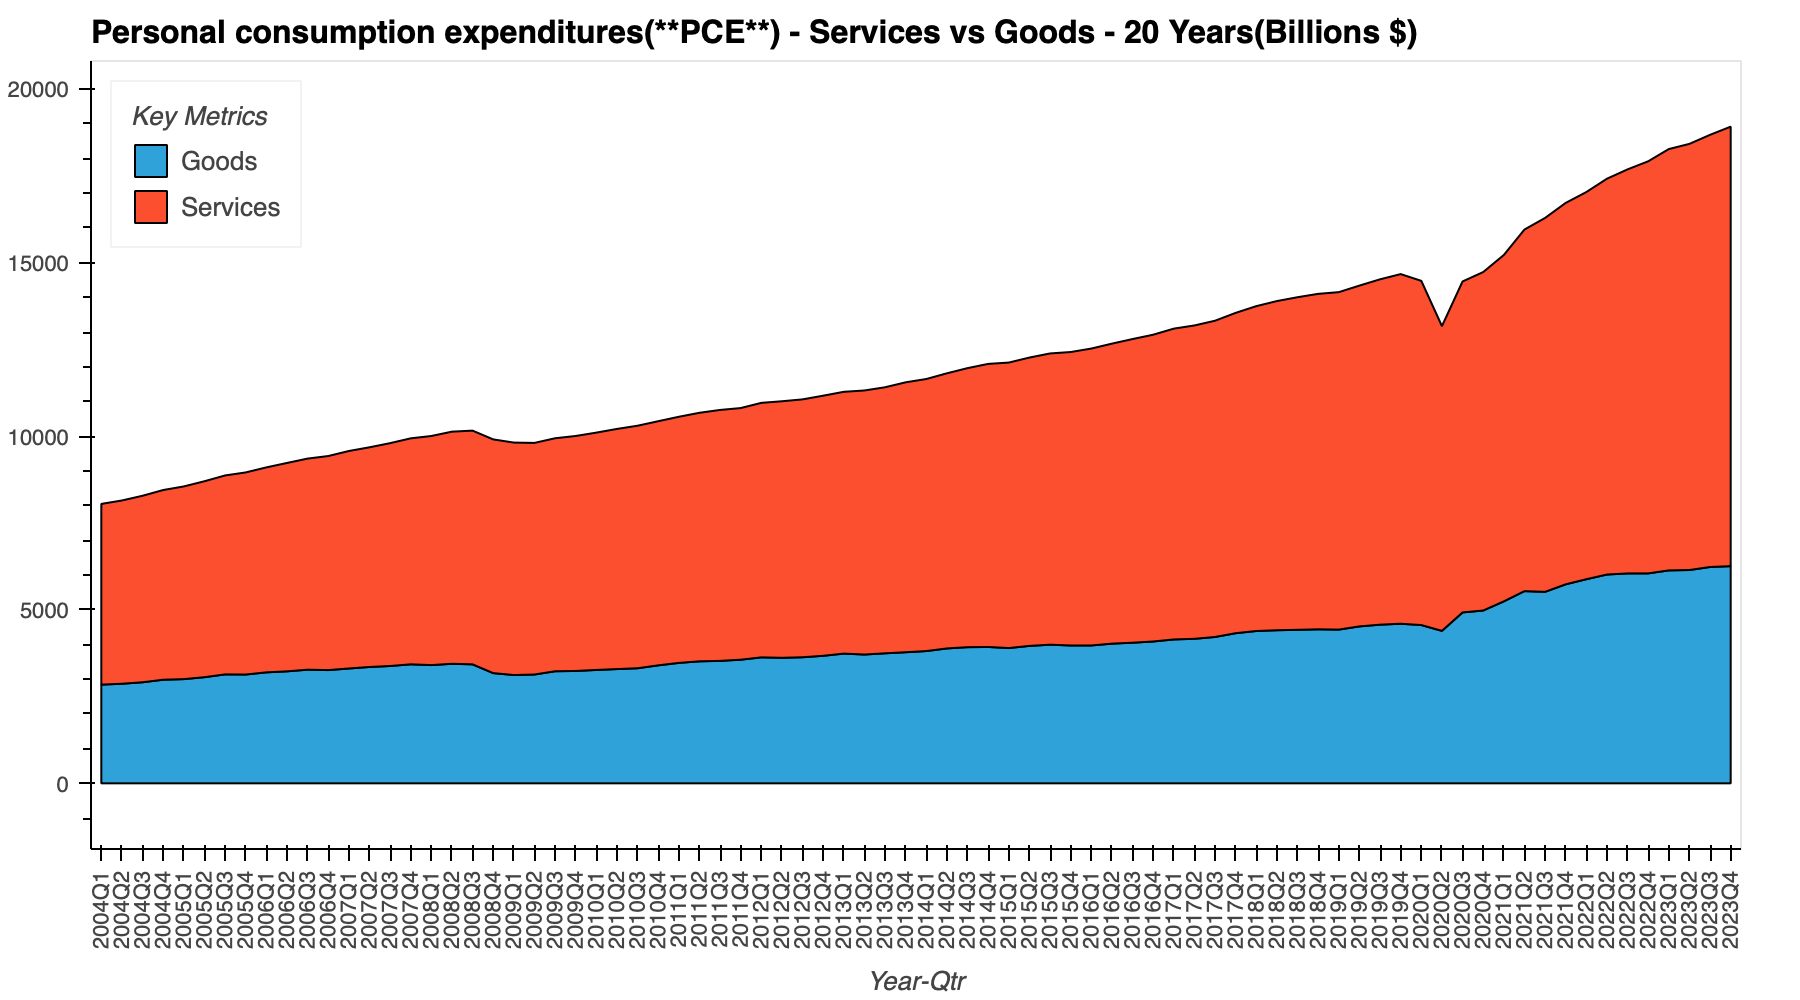 Personal consumption expenditures(**PCE**) - Services vs Goods - 20 Years(Billions $)
Key Metrics
Goods
Services
20000
15000
10000
5000
0
2004Q1
2004Q2
2004Q3
2004Q4
2005Q1
2005Q2
2005Q3
2005Q4
2006Q1
2006Q2
2006Q3
2006Q4
2007Q1
2007Q2
2007Q3
2007Q4
2008Q1
2008Q2
2008Q3
2008Q4
2009Q1
2009Q2
2009Q3
2009Q4
2010Q1
2010Q2
2010Q3
2010Q4
2011Q1
2011Q2
2011Q3
2011Q4
2012Q1
2012Q2
2012Q3
2012Q4
2013Q1
2013Q2
2013Q3
2013Q4
2014Q1
2014Q2
2014Q3
2014Q4
2015Q1
2015Q2
2015Q3
2015Q4
2016Q1
2016Q2
2016Q3
2016Q4
2017Q1
2017Q2
2017Q3
2017Q4
2018Q1
2018Q2
2018Q3
2018Q4
2019Q1
2019Q2
2019Q3
2019Q4
2020Q1
2020Q2
2020Q3
2020Q4
2021Q1
2021Q2
2021Q3
2021Q4
2022Q1
2022Q2
2022Q3
2022Q4
2023Q1
2023Q2
2023Q3
2023Q4
Year-Qtr